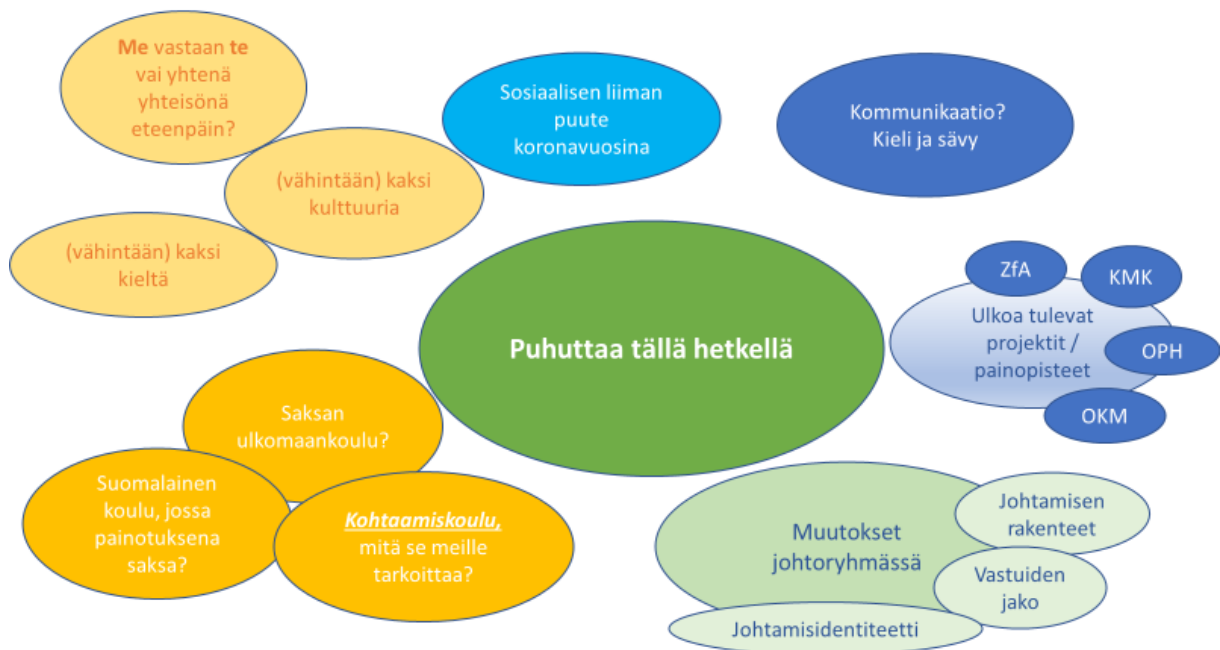 Me vastaan te
vai yhtenä
yhteisönä
eteenpäin?
(vähintään) kaksi
kulttuuria
(vähintään) kaksi
kieltä
Sosiaalisen liiman
puute
koronavuosina
Kommunikaatio?
Kieli ja sävy
Puhuttaa tällä hetkellä
ZfA
KMK
Ulkoa tulevat
projektit /
painopisteet
OPH
OKM
Saksan
ulkomaankoulu?
Suomalainen
koulu, jossa
painotuksena
saksa?
Kohtaamiskoulu,
mitä se meille
tarkoittaa?
Muutokset
johtoryhmässä
Johtamisen
rakenteet
Vastuiden
jako
Johtamisidentiteetti